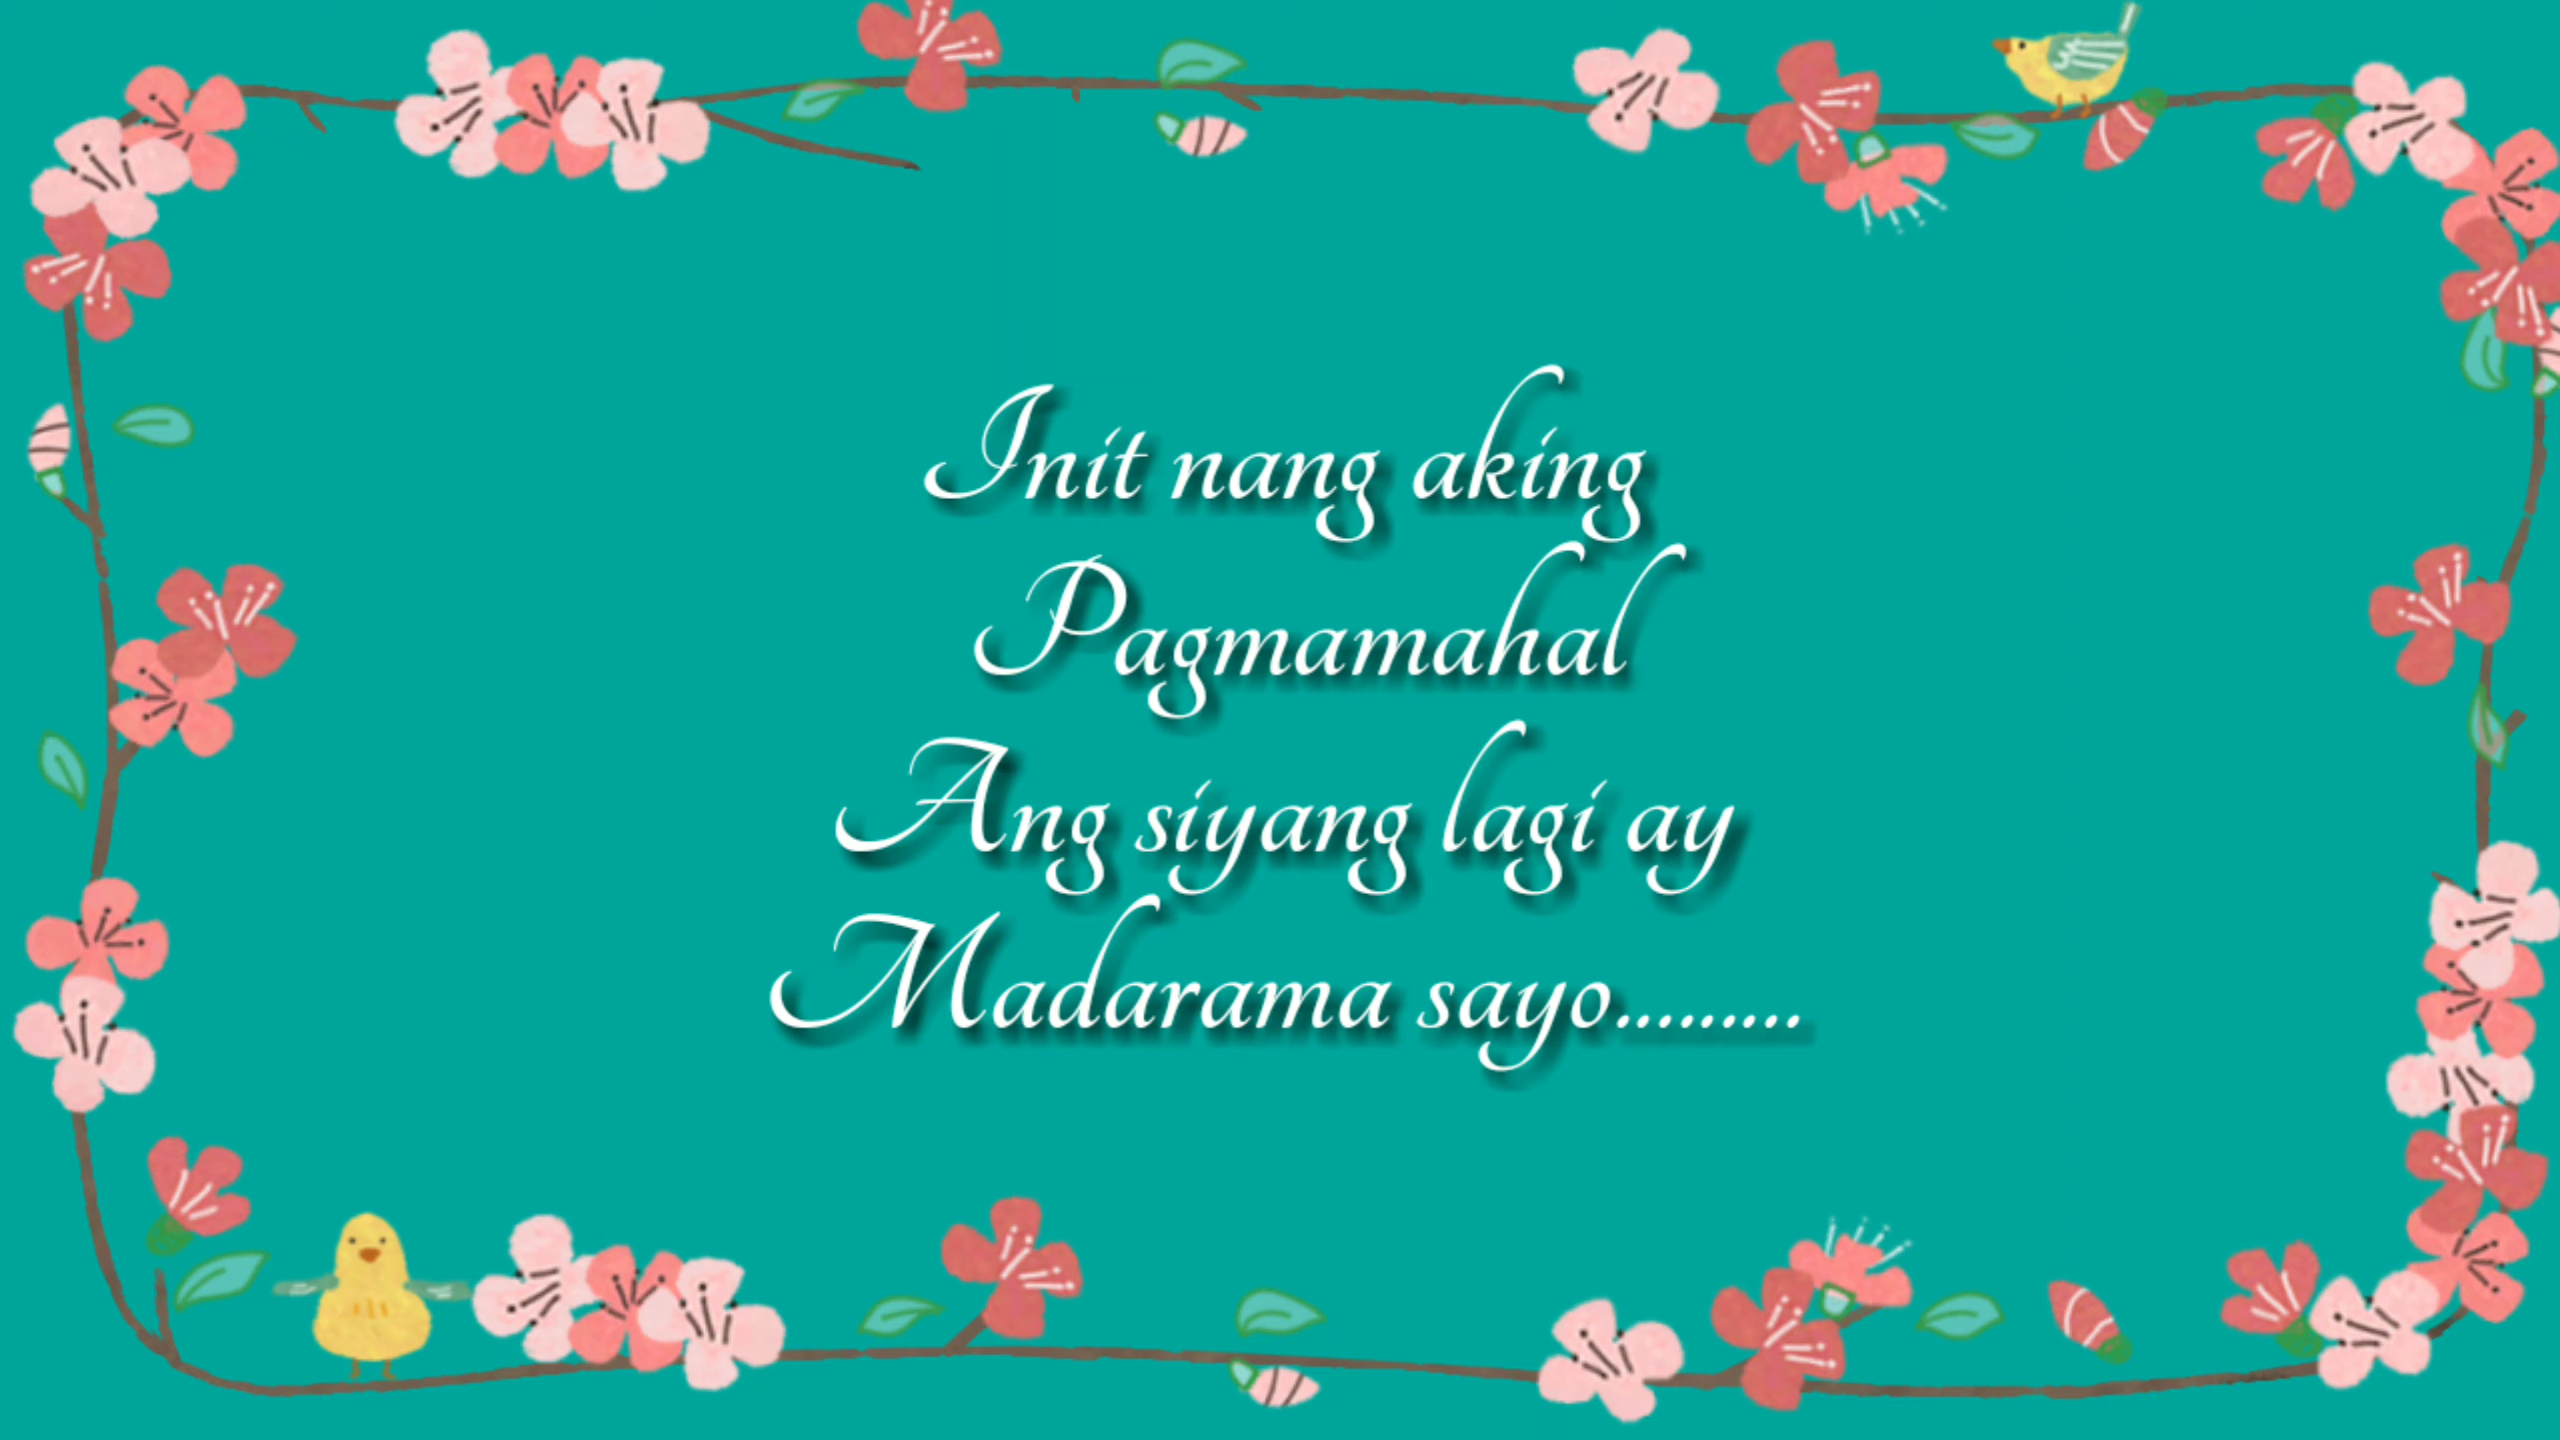 Init nang aking
Pagmamahal
Ang siyang lagi ay
Madarama sayo.........